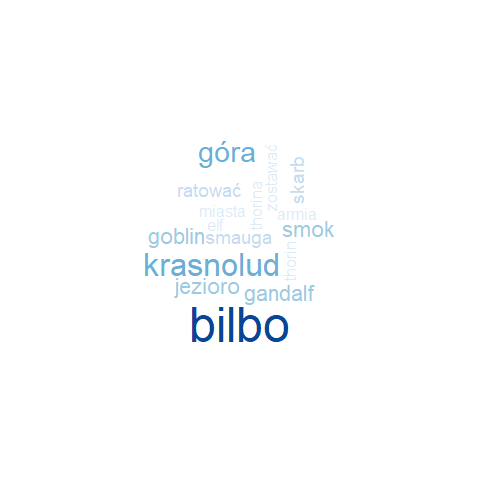 góra
zostawać
skarb
ratować
thorina
miasta
armia
elf
goblin
smauga
smok
krasnolud
thorin
jezioro
gandalf
bilbo